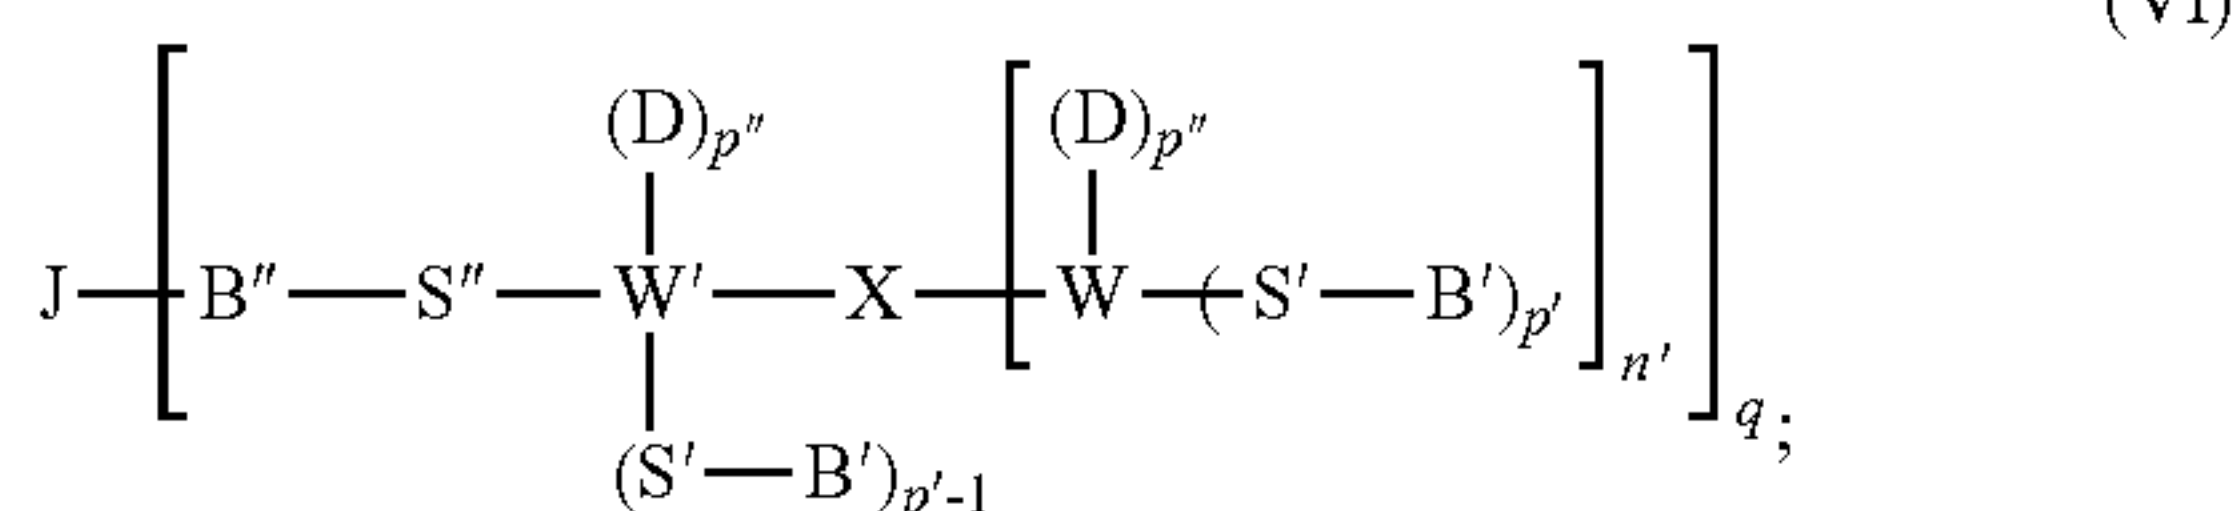 (VI)
(D)p″ (D)p″
J—[B″—S″—W′—X—[W—(S′—B′)p′]n′]q;
(S′—B′)p′-1